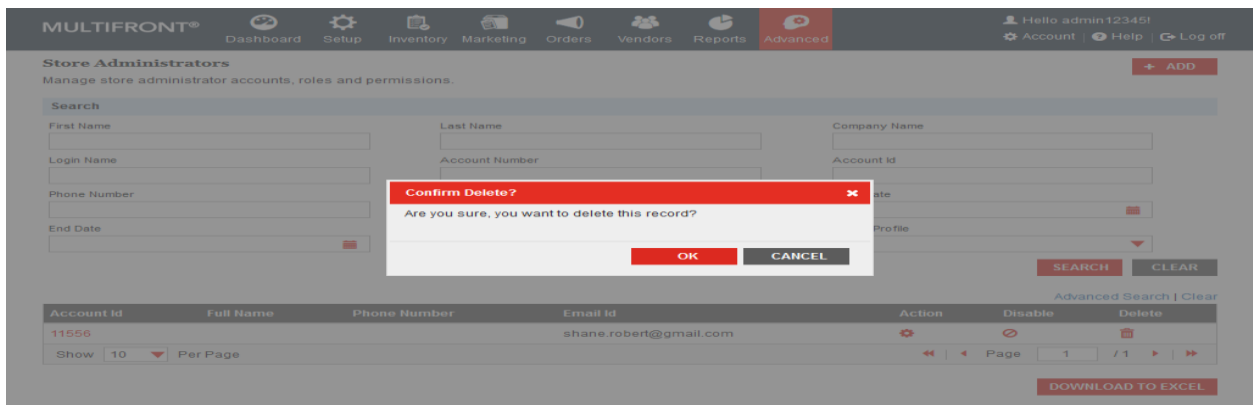 MULTIFRONT®
Dashboard Setup Inventory Marketing Orders Vendors Reports Advanced
Hello admin12345!
Account | Help | Log off
Store Administrators
Manage store administrator accounts, roles and permissions.
+ ADD
Search
First Name Last Name Company Name
Login Name Account Number Account Id
Phone Number ate
End Date Profile
Confirm Delete?
Are you sure, you want to delete this record?
OK CANCEL
SEARCH CLEAR
Advanced Search | Clear
Account Id Full Name Phone Number Email Id Action Disable Delete
11556 shane.robert@gmail.com
Show 10 Per Page Page 1 / 1
DOWNLOAD TO EXCEL